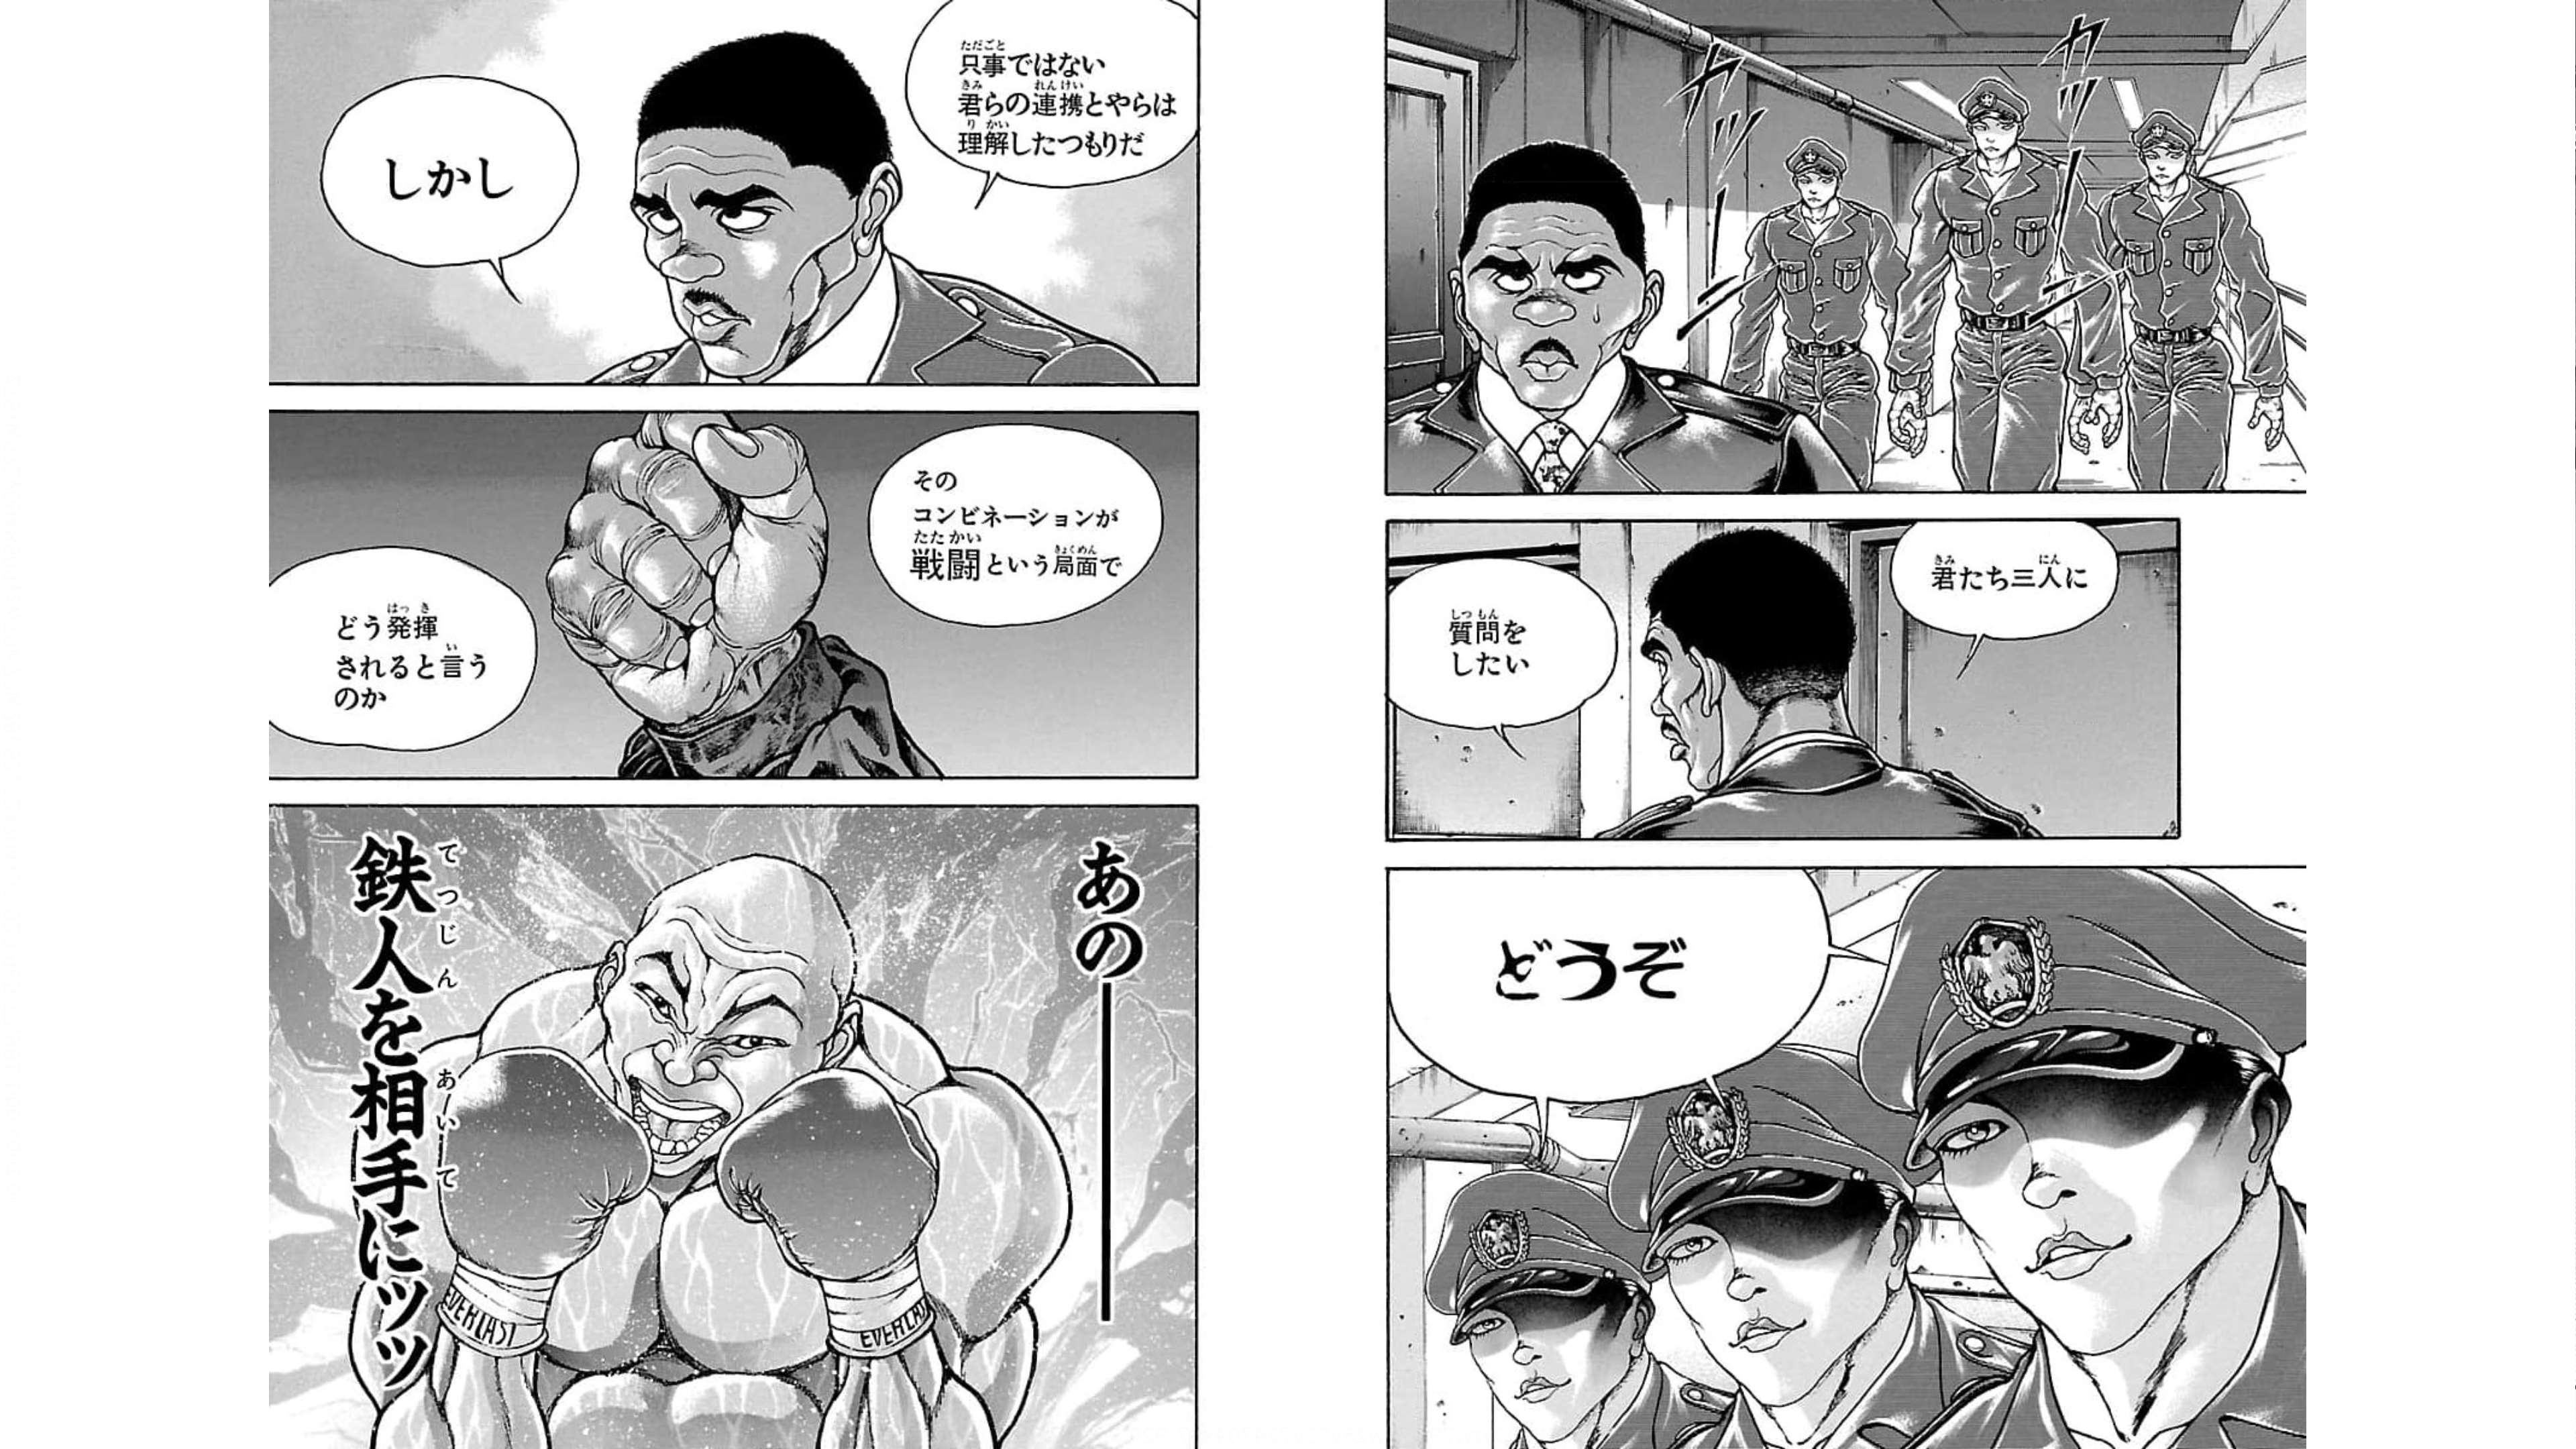 カッ
カッ
君たち三人に
質問を
したい
どうぞ
只事ではない
君らの連携とやらは
理解したつもりだ
しかし
その
コンビネーションが
戦闘という局面で
どう発揮
されると言う
のか
あの――
鉄人を相手にッッ
EVERLAST
EVERLAST